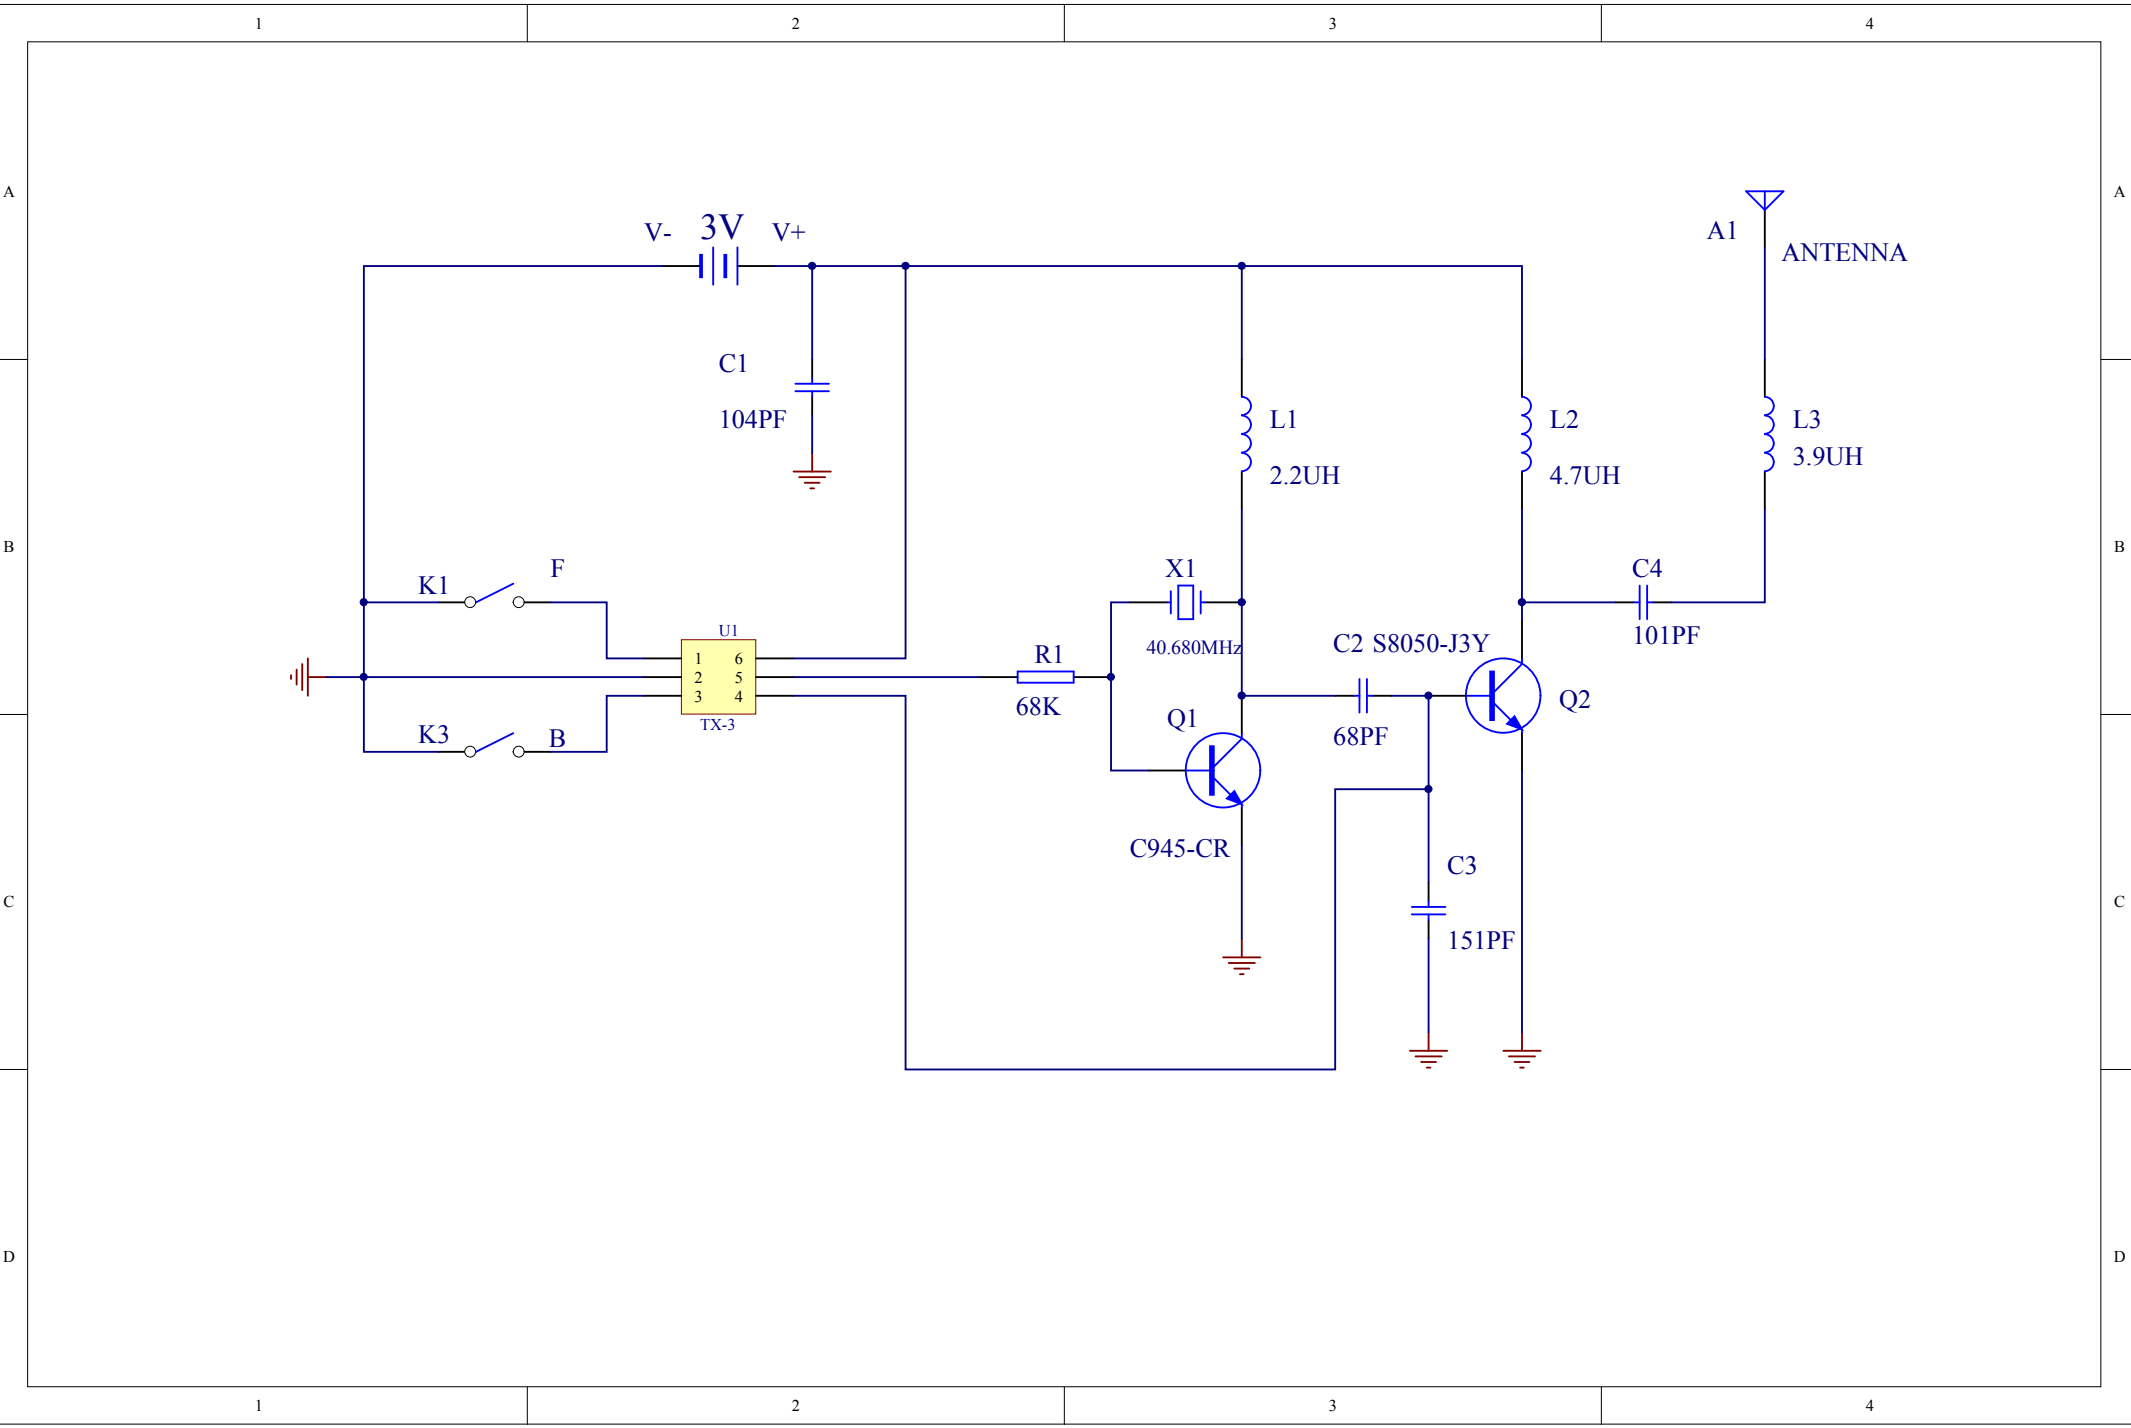 1 2 3 4
A A
V- 3V V+
A1
ANTENNA
C1
104PF
L1
2.2UH
L2
4.7UH
L3
3.9UH
B B
K1 F
X1
40.680MHz
C4
101PF
U1
1 6
2 5
3 4
TX-3
R1
68K
C2 S8050-J3Y
68PF
Q2
K3 B
Q1
C945-CR
C3
151PF
C C
D D
1 2 3 4